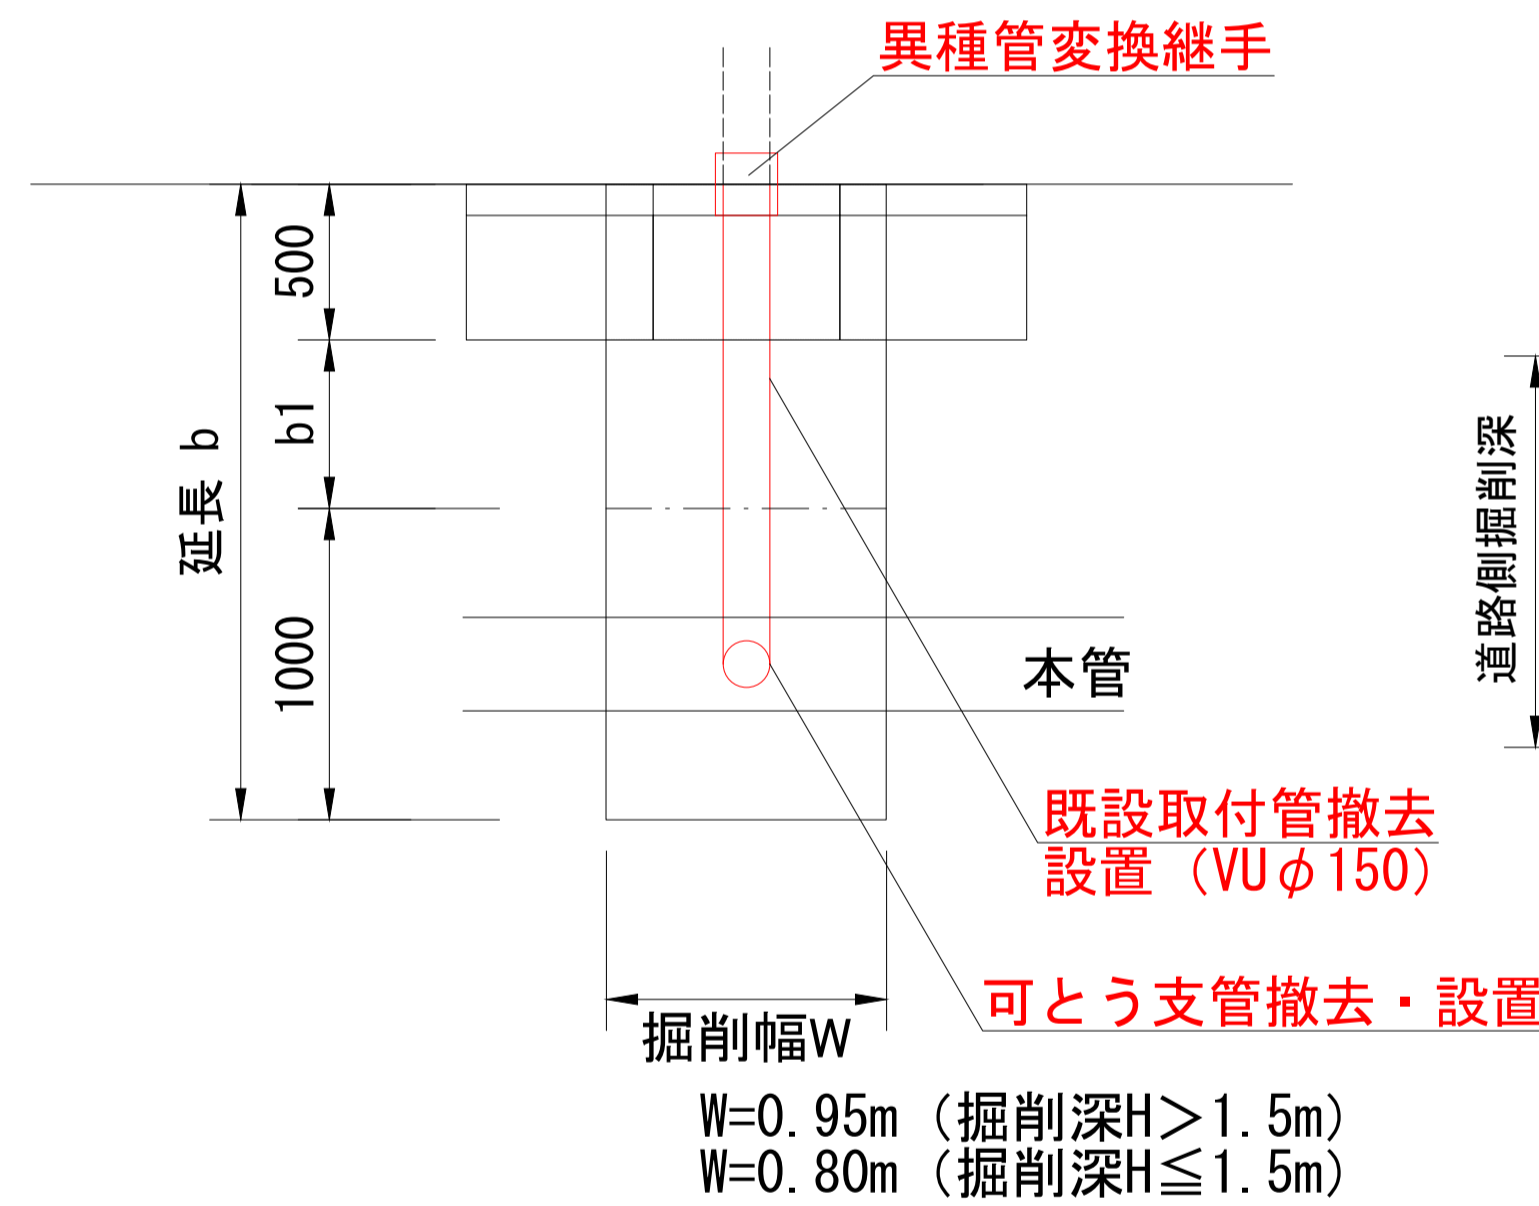 異種管変換継手
500
b1
延長 b
1000
道路側掘削深
本管
既設取付管撤去
設置（VUφ150）
可とう支管撤去・設置
掘削幅W
W=0.95m（掘削深H＞1.5m）
W=0.80m（掘削深H≦1.5m）